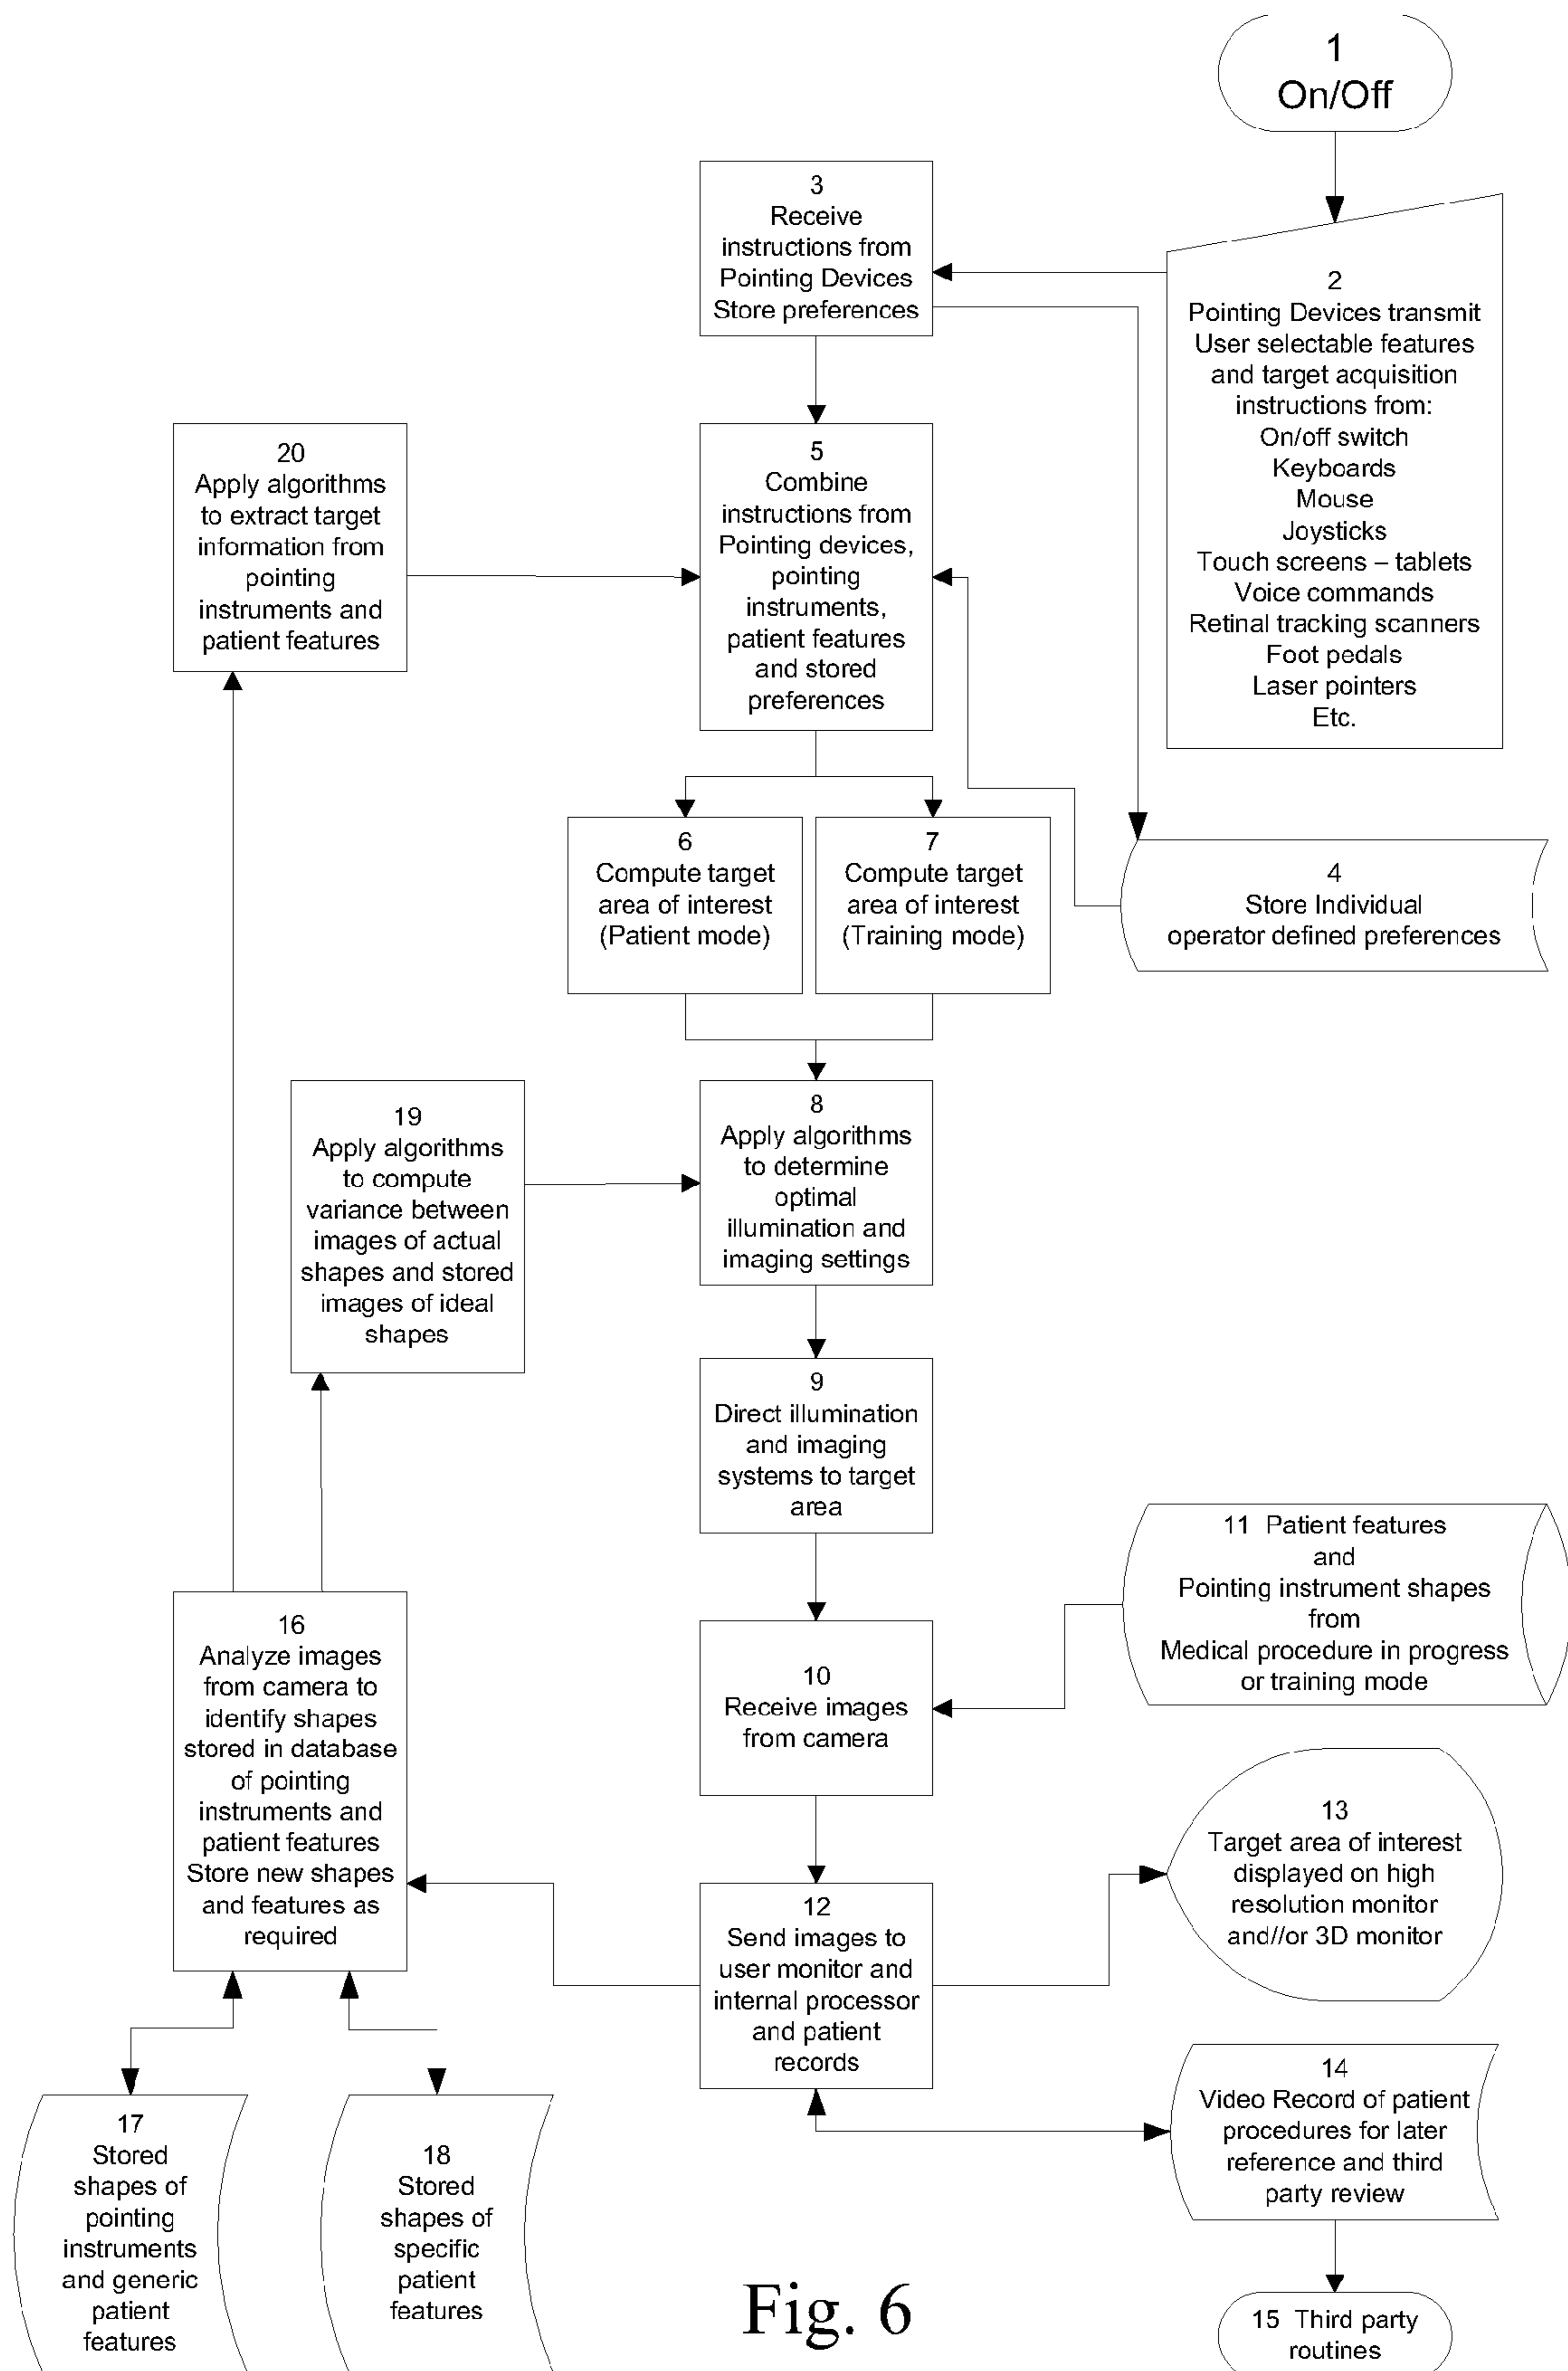 1
On/Off
2
Pointing Devices transmit
User selectable features
and target acquisition
instructions from:
On/off switch
Keyboards
Mouse
Joysticks
Touch screens – tablets
Voice commands
Retinal tracking scanners
Foot pedals
Laser pointers
Etc.
3
Receive
instructions from
Pointing Devices
Store preferences
4
Store Individual
operator defined preferences
5
Combine
instructions from
Pointing devices,
pointing
instruments,
patient features
and stored
preferences
6
Compute target
area of interest
(Patient mode)
7
Compute target
area of interest
(Training mode)
8
Apply algorithms
to determine
optimal
illumination and
imaging settings
9
Direct illumination
and imaging
systems to target
area
10
Receive images
from camera
11 Patient features
and
Pointing instrument shapes
from
Medical procedure in progress
or training mode
12
Send images to
user monitor and
internal processor
and patient
records
13
Target area of interest
displayed on high
resolution monitor
and//or 3D monitor
14
Video Record of patient
procedures for later
reference and third
party review
15 Third party
routines
16
Analyze images
from camera to
identify shapes
stored in database
of pointing
instruments and
patient features
Store new shapes
and features as
required
17
Stored
shapes of
pointing
instruments
and generic
patient
features
18
Stored
shapes of
specific
patient
features
19
Apply algorithms
to compute
variance between
images of actual
shapes and stored
images of ideal
shapes
20
Apply algorithms
to extract target
information from
pointing
instruments and
patient features
Fig. 6